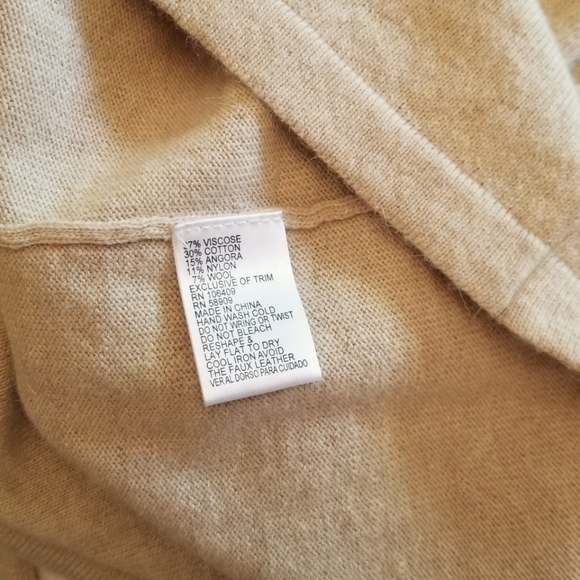 37% VISCOSE
30% COTTON
15% ANGORA
11% NYLON
7% WOOL
EXCLUSIVE OF TRIM
RN 106409
RN 58909
MADE IN CHINA
HAND WASH COLD
DO NOT WRING OR TWIST
DO NOT BLEACH
RESHAPE &
LAY FLAT TO DRY
COOL IRON AVOID
THE FAUX LEATHER
VER AL DORSO PARA CUIDADO